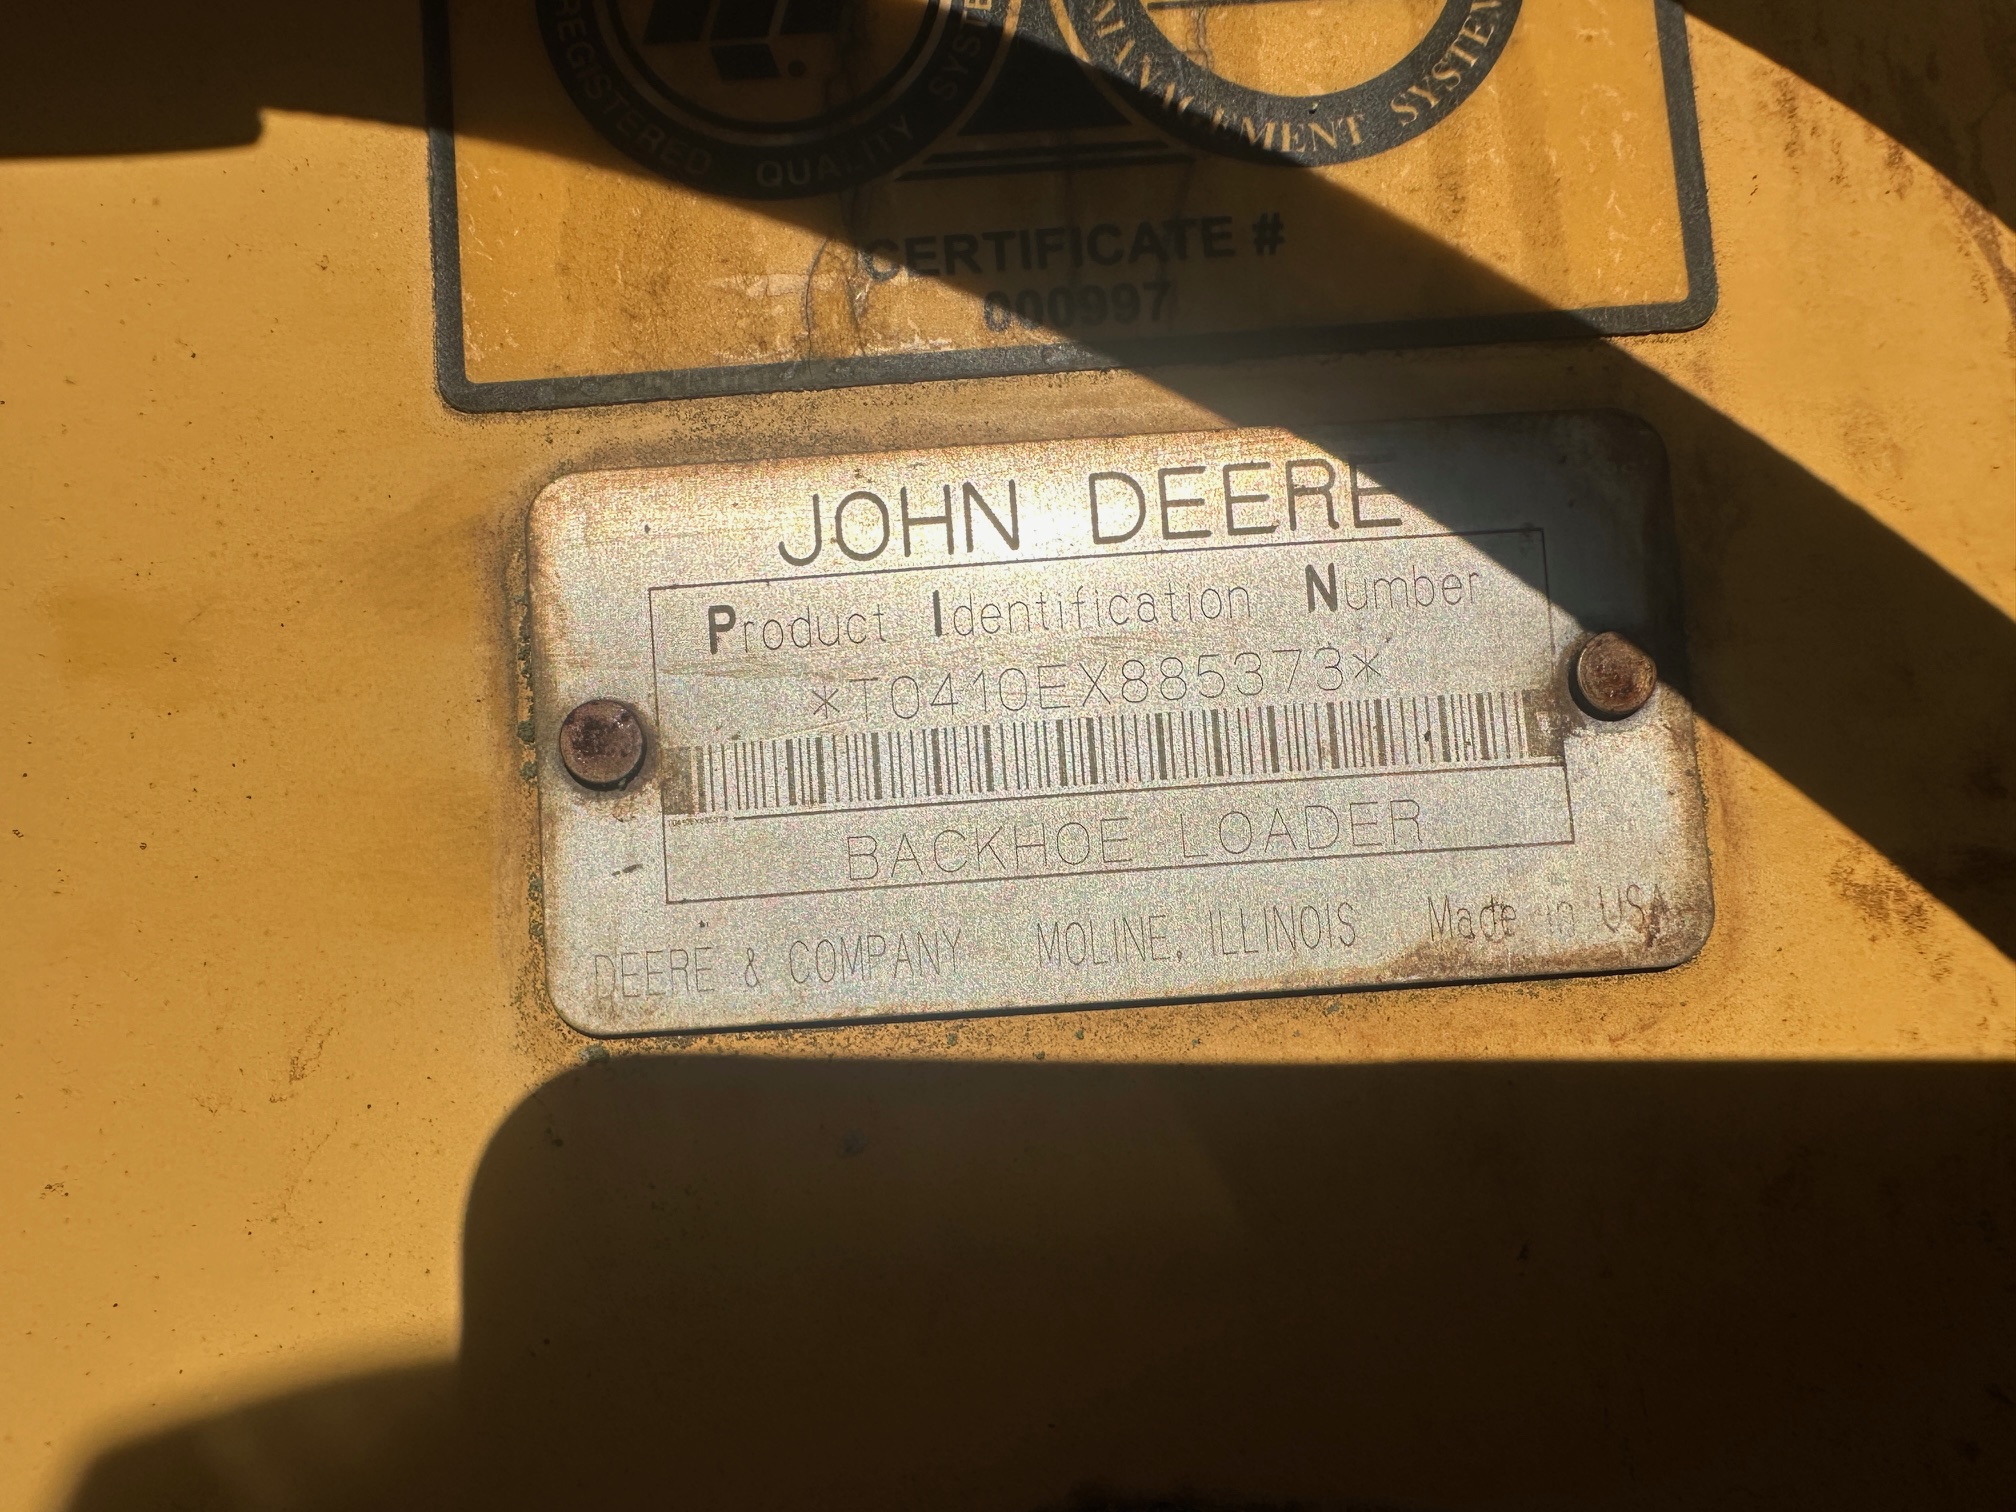 REGISTERED QUALITY SYSTE
MANAGEMENT SYSTEM
CERTIFICATE #
000997
JOHN DEERE
Product Identification Number
*T0410EX885373*
BACKHOE LOADER
DEERE & COMPANY MOLINE, ILLINOIS Made in USA